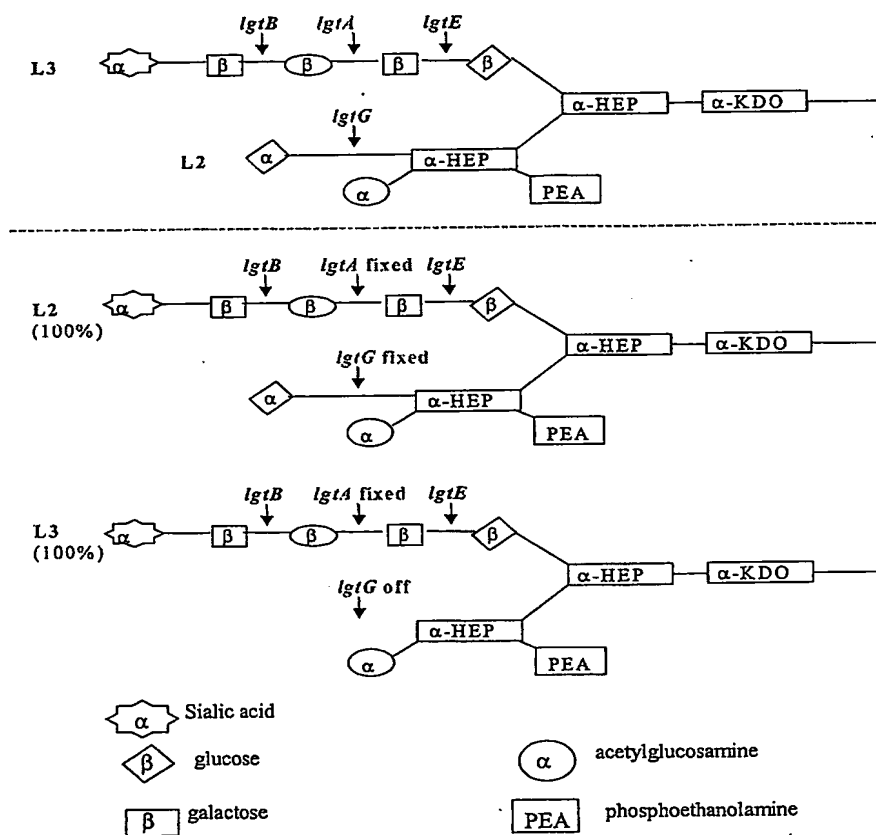 lgtB lgtA lgtE
L3 α β β β β
α-HEP α-KDO
lgtG
L2 α α-HEP
α PEA
lgtB lgtA fixed lgtE
L2 α β β β β
(100%)
α-HEP α-KDO
lgtG fixed
α α-HEP
α PEA
lgtB lgtA fixed lgtE
L3 α β β β β
(100%)
α-HEP α-KDO
lgtG off
α-HEP
α PEA
α Sialic acid
β glucose α acetylglucosamine
β galactose PEA phosphoethanolamine